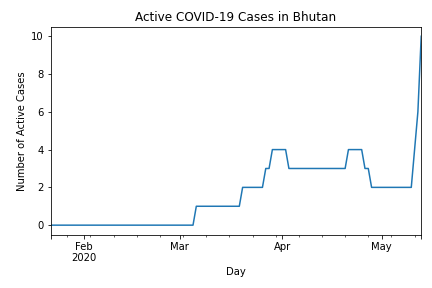 Active COVID-19 Cases in Bhutan
Number of Active Cases
10
8
6
4
2
0
Feb
2020
Mar
Apr
May
Day